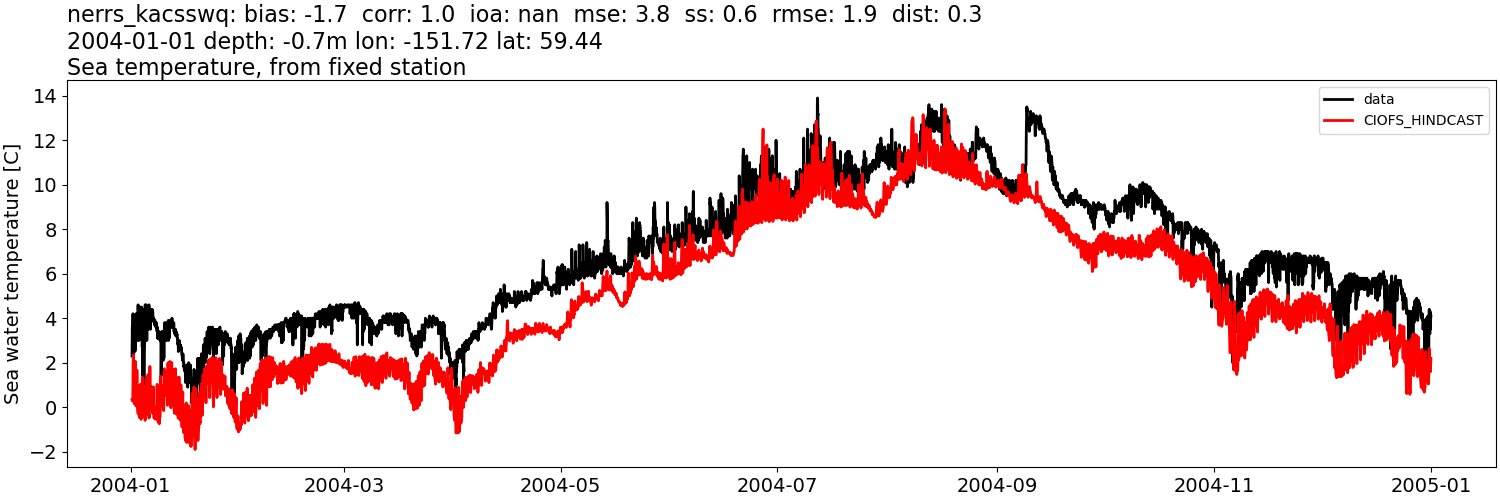 nerrs_kacsswq: bias: -1.7  corr: 1.0  ioa: nan  mse: 3.8  ss: 0.6  rmse: 1.9  dist: 0.3
2004-01-01 depth: -0.7m lon: -151.72 lat: 59.44
Sea temperature, from fixed station
data
CIOFS_HINDCAST
Sea water temperature [C]
14
12
10
8
6
4
2
0
−2
2004-01
2004-03
2004-05
2004-07
2004-09
2004-11
2005-01